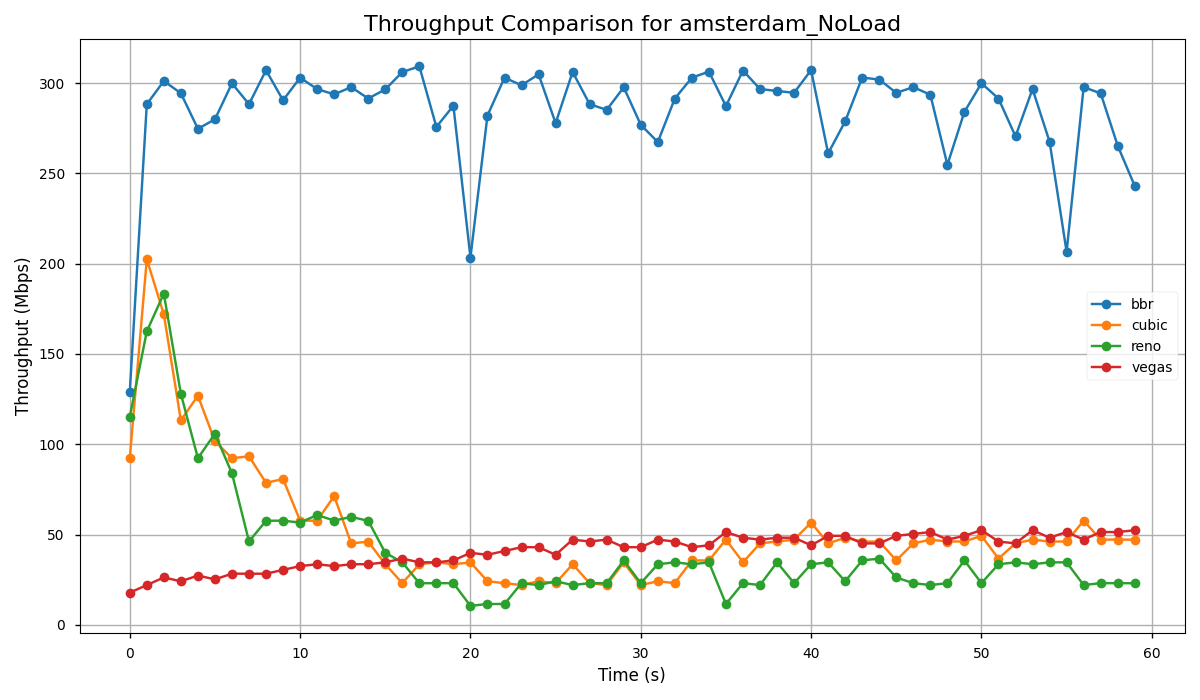 Throughput Comparison for amsterdam_NoLoad
Throughput (Mbps)
300
250
200
150
100
50
0
bbr
cubic
reno
vegas
0 10 20 30 40 50 60
Time (s)